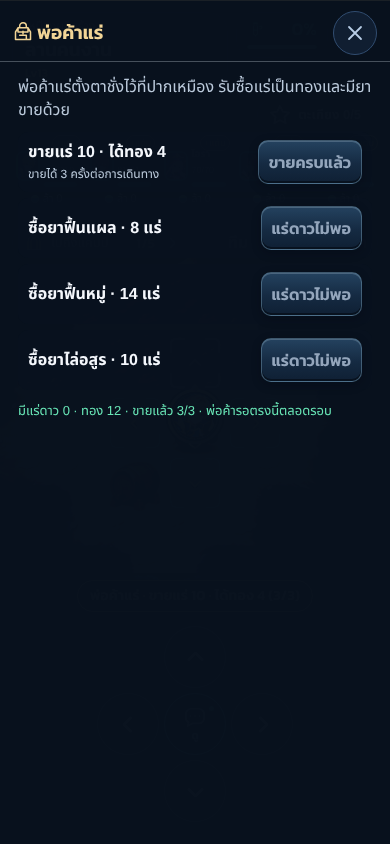 พ่อค้าแร่
พ่อค้าแร่ตั้งตาชั่งไว้ที่ปากเหมือง รับซื้อแร่เป็นทองและมียา
ขายด้วย
ขายแร่ 10 · ได้ทอง 4
ขายได้ 3 ครั้งต่อการเดินทาง
ขายครบแล้ว
ซื้อยาฟื้นแผล · 8 แร่
แร่ดาวไม่พอ
ซื้อยาฟื้นหมู่ · 14 แร่
แร่ดาวไม่พอ
ซื้อยาไล่อสูร · 10 แร่
แร่ดาวไม่พอ
มีแร่ดาว 0 · ทอง 12 · ขายแล้ว 3/3 · พ่อค้ารอตรงนี้ตลอดรอบ